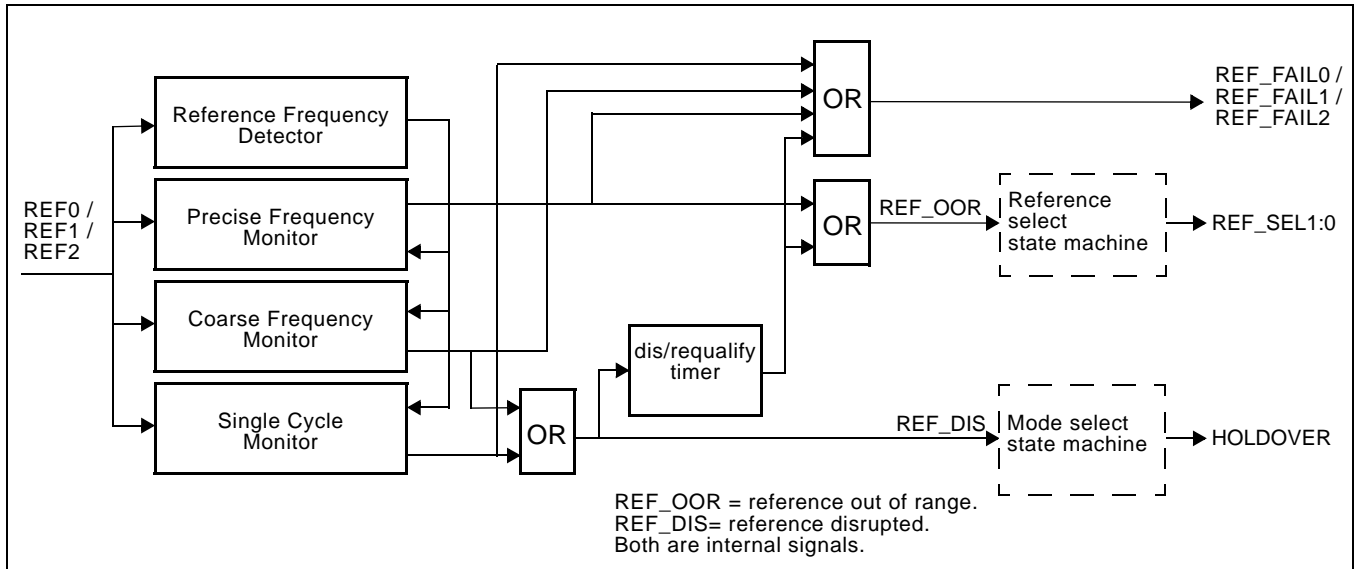 Reference Frequency
Detector
OR
REF_FAIL0 /
REF_FAIL1 /
REF_FAIL2
REF0 /
REF1 /
REF2
Precise Frequency
Monitor
OR
REF_OOR
Reference
select
state machine
REF_SEL1:0
Coarse Frequency
Monitor
dis/requalify
timer
Single Cycle
Monitor
OR
REF_DIS
Mode select
state machine
HOLDOVER
REF_OOR = reference out of range.
REF_DIS= reference disrupted.
Both are internal signals.